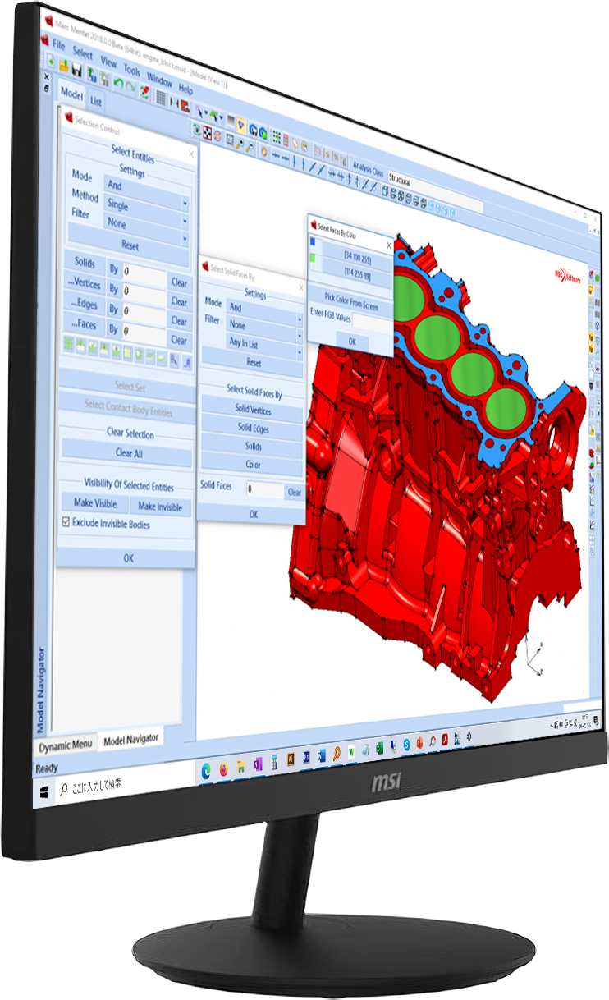 Marc Mentat 2018.0.0 Beta (64bit): engine_block.mud - [Model (View 1)]
File Select View Tools Window Help
Model List
Analysis Class Structural
Selection Control
Select Entities
Settings
Mode And
Method Single
Filter None
Reset
Solids By 0 Clear
...Vertices By 0 Clear
...Edges By 0 Clear
...Faces By 0 Clear
Select Set
Select Contact Body Entities
Clear Selection
Clear All
Visibility Of Selected Entities
Make Visible Make Invisible
Exclude Invisible Bodies
OK
Select Solid Faces By
Settings
Mode And
Filter None
Any In List
Reset
Select Solid Faces By
Solid Vertices
Solid Edges
Solids
Color
Solid Faces 0 Clear
OK
Select Faces By Color
[34 100 255]
[114 255 89]
Pick Color From Screen
Enter RGB Values
OK
MSC Software
Model Navigator
Dynamic Menu Model Navigator
Ready
ここに入力して検索
msi